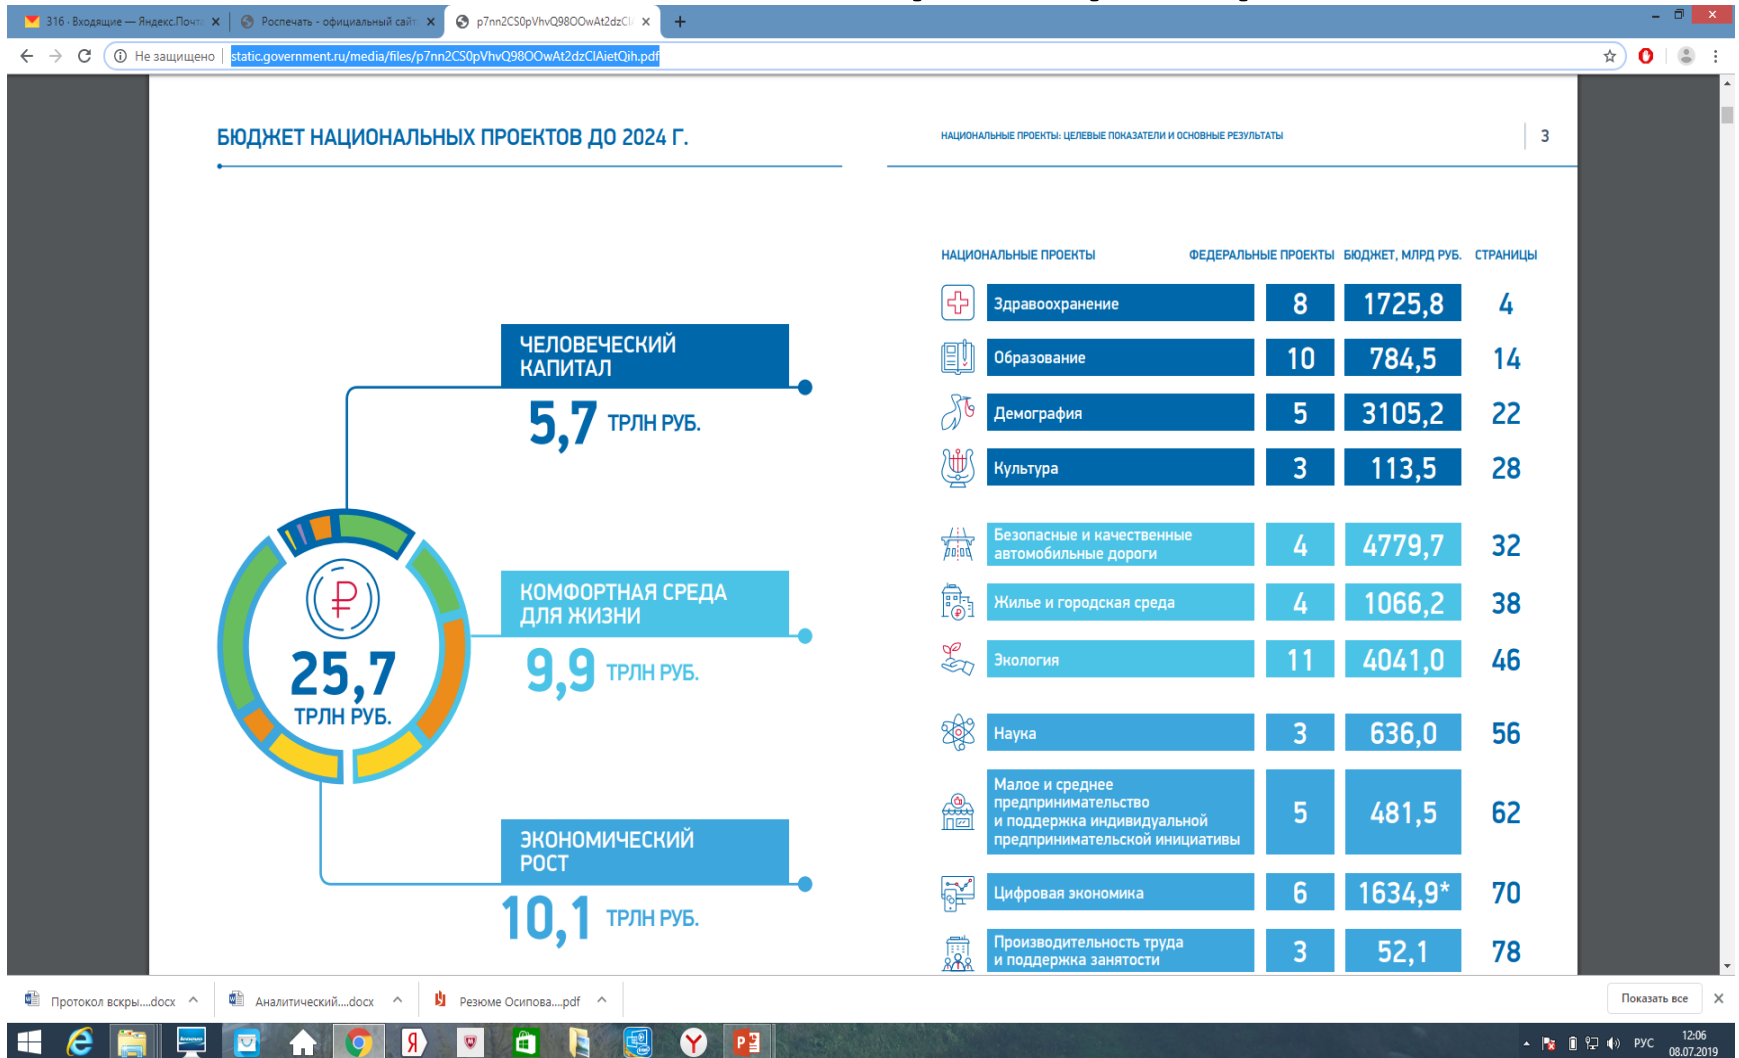 316 - Входящие — Яндекс.Почт
Роспечать - официальный сайт
p7nn2CS0pVhvQ98OOwAt2dzCl
Не защищено
static.government.ru/media/files/p7nn2CS0pVhvQ98OOwAt2dzClAietQih.pdf
БЮДЖЕТ НАЦИОНАЛЬНЫХ ПРОЕКТОВ ДО 2024 Г.
НАЦИОНАЛЬНЫЕ ПРОЕКТЫ: ЦЕЛЕВЫЕ ПОКАЗАТЕЛИ И ОСНОВНЫЕ РЕЗУЛЬТАТЫ
3
ЧЕЛОВЕЧЕСКИЙ
КАПИТАЛ
5,7 ТРЛН РУБ.
25,7
ТРЛН РУБ.
КОМФОРТНАЯ СРЕДА
ДЛЯ ЖИЗНИ
9,9 ТРЛН РУБ.
ЭКОНОМИЧЕСКИЙ
РОСТ
10,1 ТРЛН РУБ.
НАЦИОНАЛЬНЫЕ ПРОЕКТЫ ФЕДЕРАЛЬНЫЕ ПРОЕКТЫ БЮДЖЕТ, МЛРД РУБ. СТРАНИЦЫ
Здравоохранение 8 1725,8 4
Образование 10 784,5 14
Демография 5 3105,2 22
Культура 3 113,5 28
Безопасные и качественные
автомобильные дороги 4 4779,7 32
Жилье и городская среда 4 1066,2 38
Экология 11 4041,0 46
Наука 3 636,0 56
Малое и среднее
предпринимательство
и поддержка индивидуальной
предпринимательской инициативы 5 481,5 62
Цифровая экономика 6 1634,9* 70
Производительность труда
и поддержка занятости 3 52,1 78
Протокол вскры....docx
Аналитический....docx
Резюме Осипова....pdf
Показать все
РУС
12:06
08.07.2019